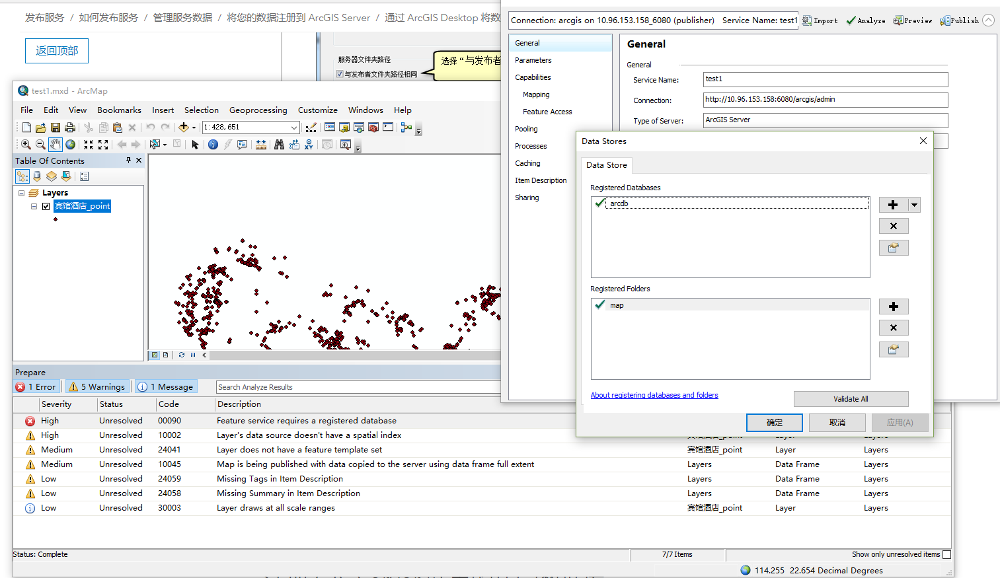 发布服务 / 如何发布服务 / 管理服务数据 / 将您的数据注册到 ArcGIS Server / 通过 ArcGIS Desktop 将数
返回顶部
服务器文件夹路径
与发布者文件夹路径相同
选择“与发布者
test1.mxd - ArcMap
File Edit View Bookmarks Insert Selection Geoprocessing Customize Windows Help
1:428,651
Table Of Contents
Layers
宾馆酒店_point
Connection: arcgis on 10.96.153.158_6080 (publisher) Service Name: test1
Import Analyze Preview Publish
General
Parameters
Capabilities
Mapping
Feature Access
Pooling
Processes
Caching
Item Description
Sharing
General
General
Service Name: test1
Connection: http://10.96.153.158:6080/arcgis/admin
Type of Server: ArcGIS Server
Data Stores
Data Store
Registered Databases
arcdb
Registered Folders
map
About registering databases and folders
Validate All
确定 取消 应用(A)
Prepare
1 Error 5 Warnings 1 Message Search Analyze Results
Severity Status Code Description
High Unresolved 00090 Feature service requires a registered database
High Unresolved 10002 Layer's data source doesn't have a spatial index 宾馆酒店_point Layer Layers
Medium Unresolved 24041 Layer does not have a feature template set 宾馆酒店_point Layer Layers
Medium Unresolved 10045 Map is being published with data copied to the server using data frame full extent Layers Data Frame Layers
Low Unresolved 24059 Missing Tags in Item Description Layers Data Frame Layers
Low Unresolved 24058 Missing Summary in Item Description Layers Data Frame Layers
Low Unresolved 30003 Layer draws at all scale ranges 宾馆酒店_point Layer Layers
Status: Complete 7/7 Items Show only unresolved items
114.255 22.654 Decimal Degrees